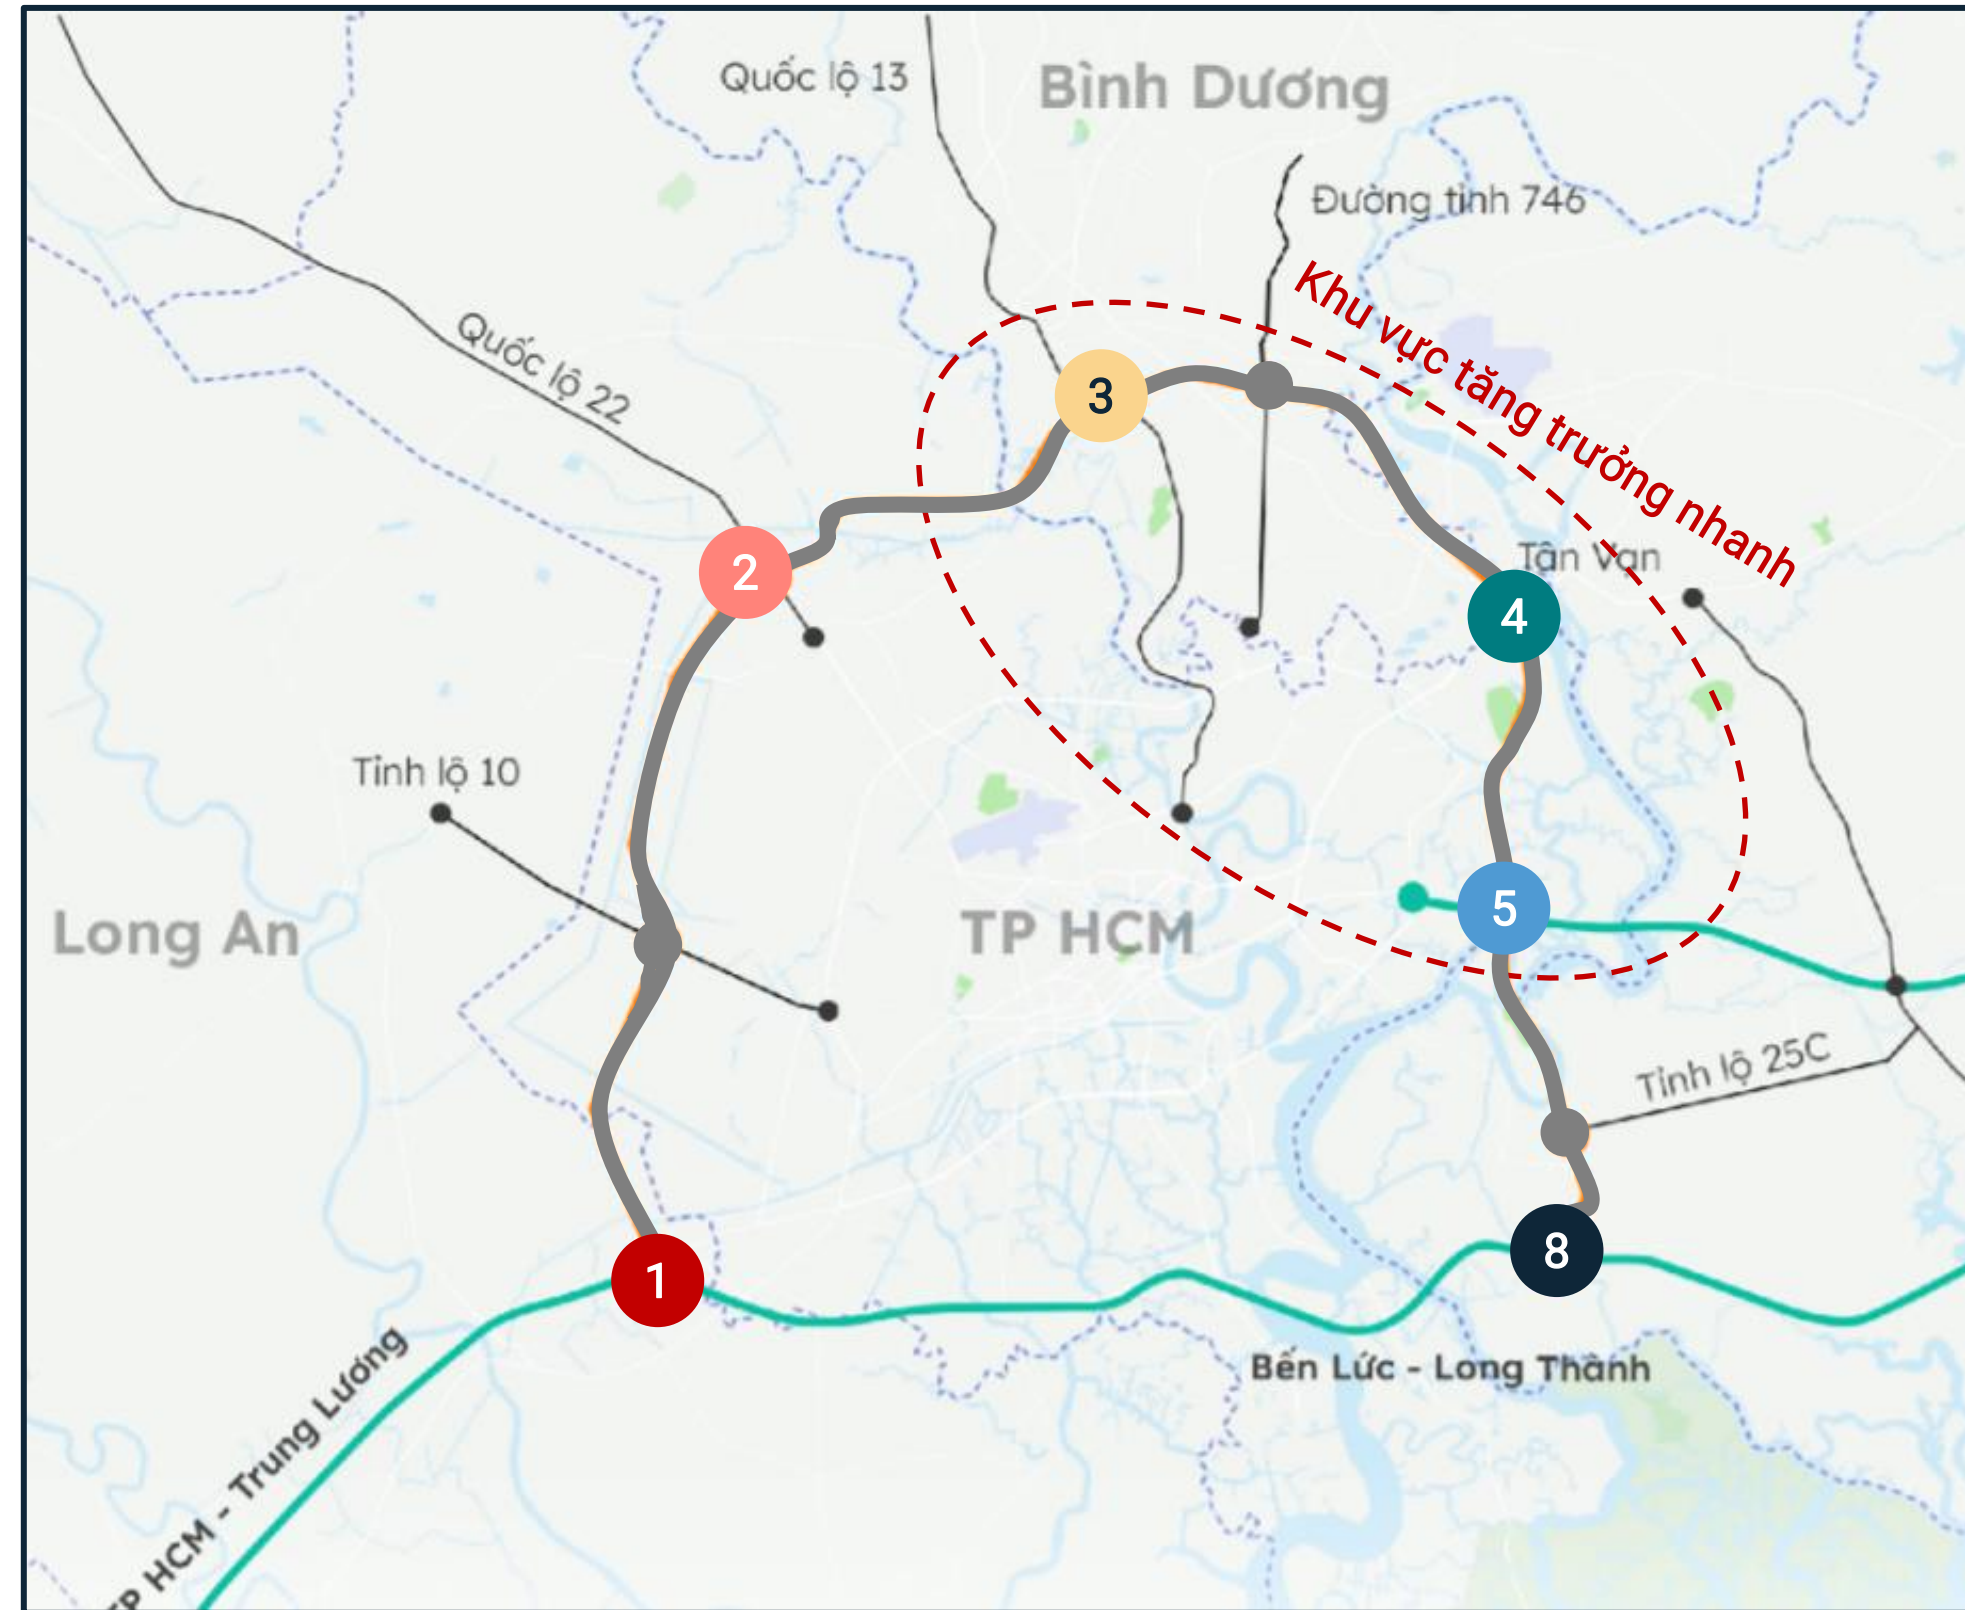 Quốc lộ 13
Bình Dương
Đường tỉnh 746
Khu vực tăng trưởng nhanh
Quốc lộ 22
3
2
Tân Vạn
4
Tỉnh lộ 10
5
Long An
TP HCM
Tỉnh lộ 25C
8
1
Bến Lức - Long Thành
TP HCM - Trung Lương